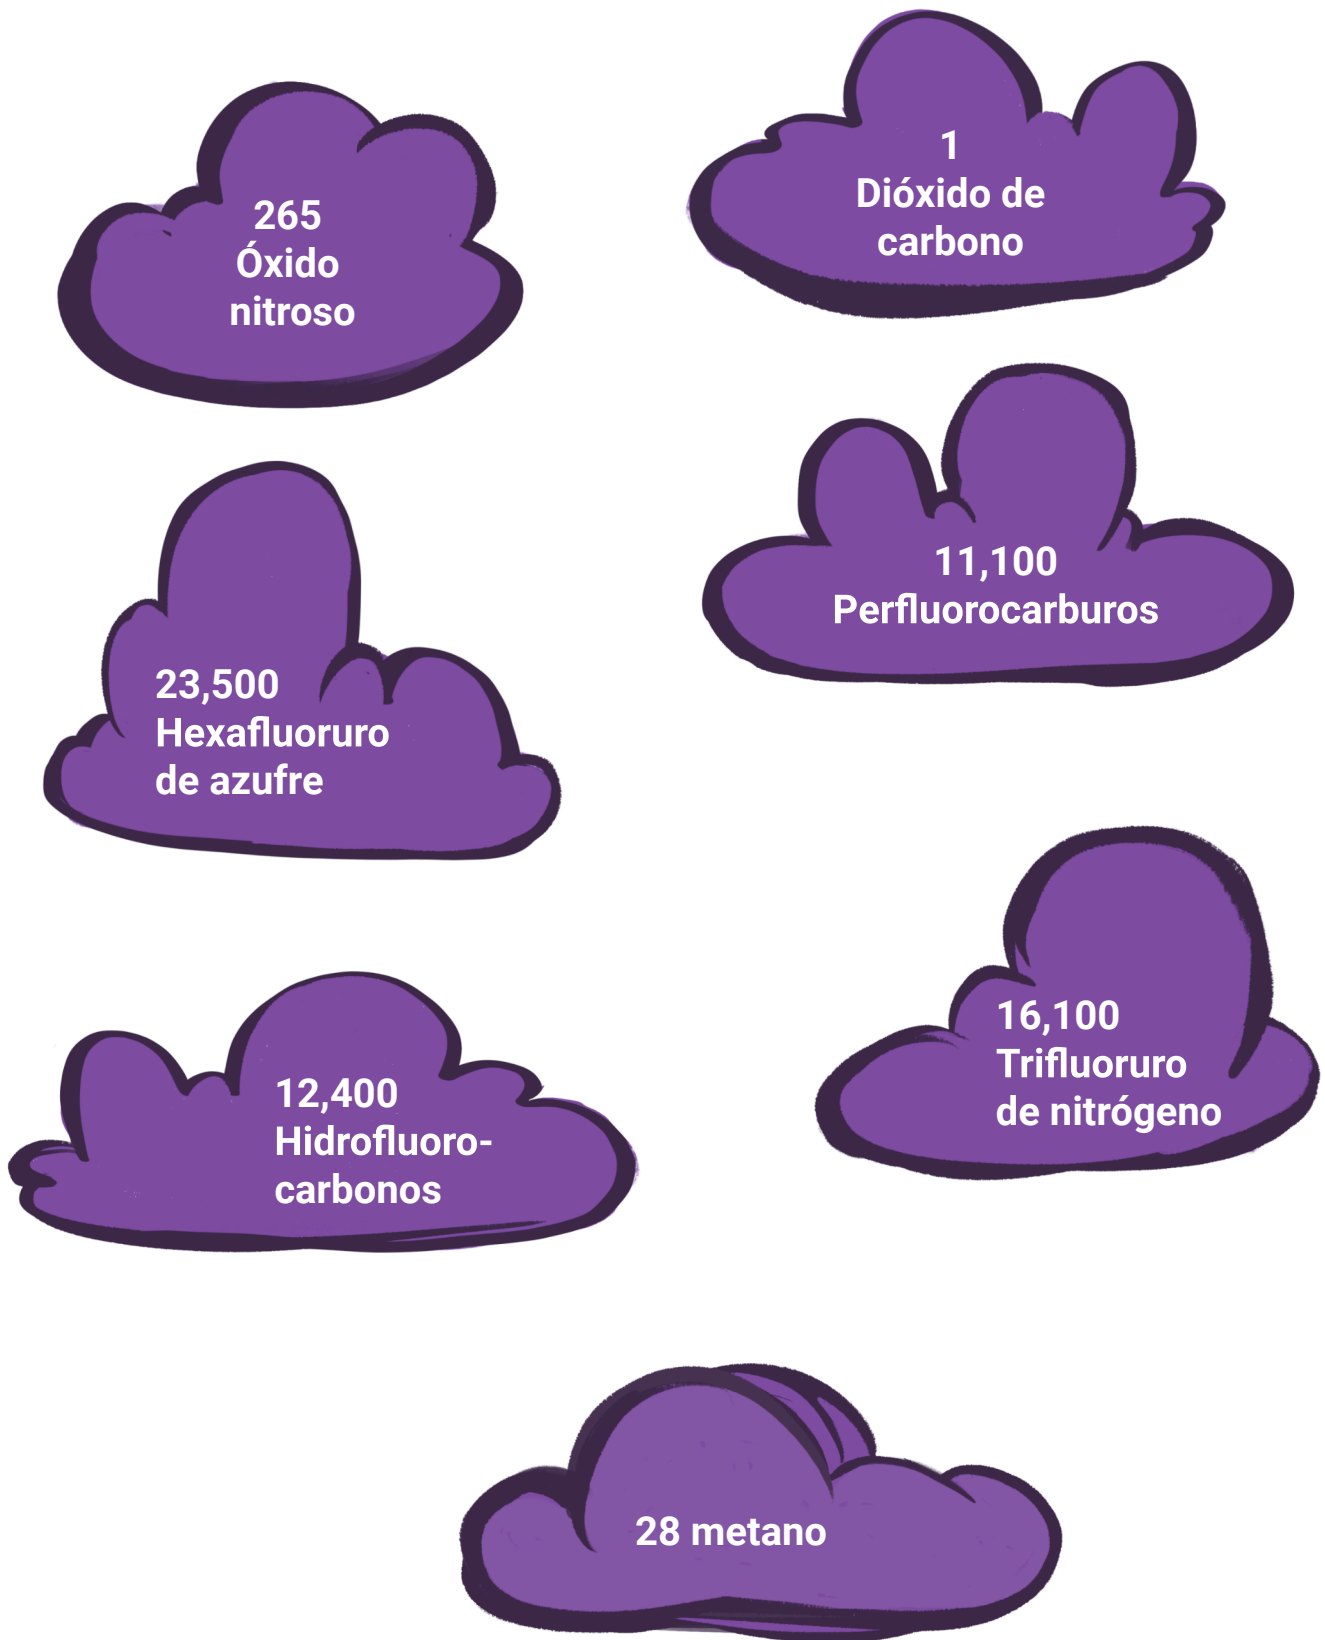 265
Óxido
nitroso
1
Dióxido de
carbono
11,100
Perfluorocarburos
23,500
Hexafluoruro
de azufre
16,100
Trifluoruro
de nitrógeno
12,400
Hidrofluoro-
carbonos
28 metano